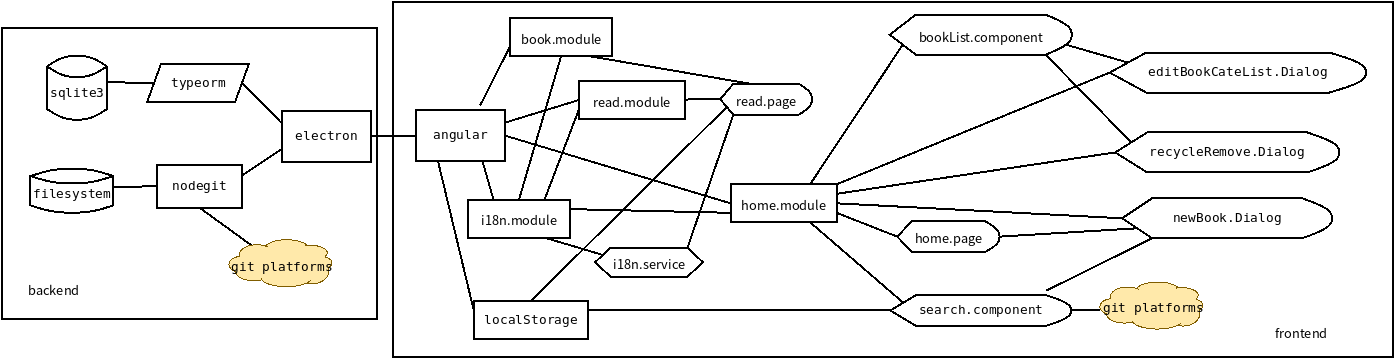 sqlite3
typeorm
electron
filesystem
nodegit
git platforms
backend
book.module
read.module
read.page
angular
i18n.module
i18n.service
localStorage
home.module
bookList.component
editBookCateList.Dialog
recycleRemove.Dialog
newBook.Dialog
home.page
search.component
git platforms
frontend